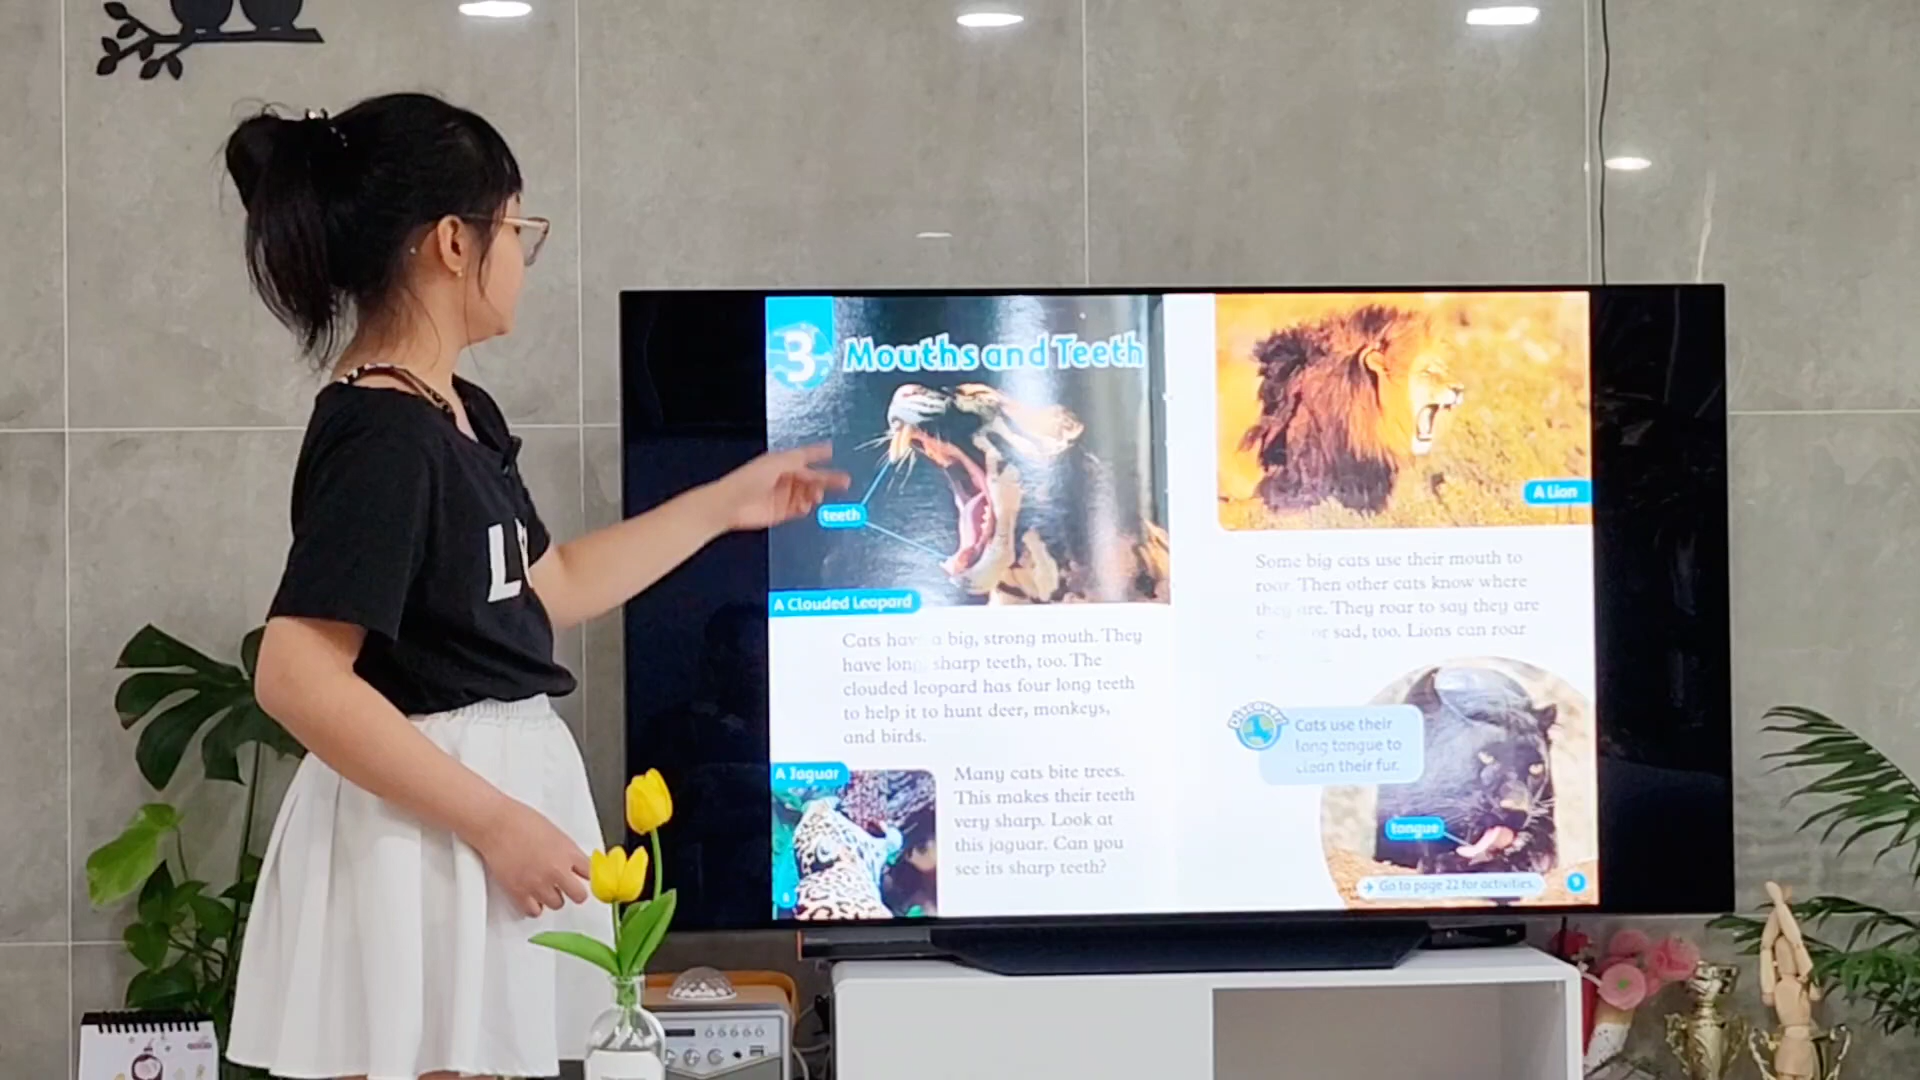 3 Mouths and Teeth
teeth
A Clouded Leopard
Cats a big, strong mouth. They
have sharp teeth, too. The
clouded leopard has four long teeth
to help it to hunt deer, monkeys,
and birds.
A Jaguar
Many cats bite trees.
This makes their teeth
very sharp. Look at
this jaguar. Can you
see its sharp teeth?
8
A Lion
Some big cats use their mouth to
roar. Then other cats know where
they are. They roar to say they are
or sad, too. Lions can roar
Discover!
Cats use their
long tongue to
clean their fur.
tongue
→ Go to page 22 for activities.
9